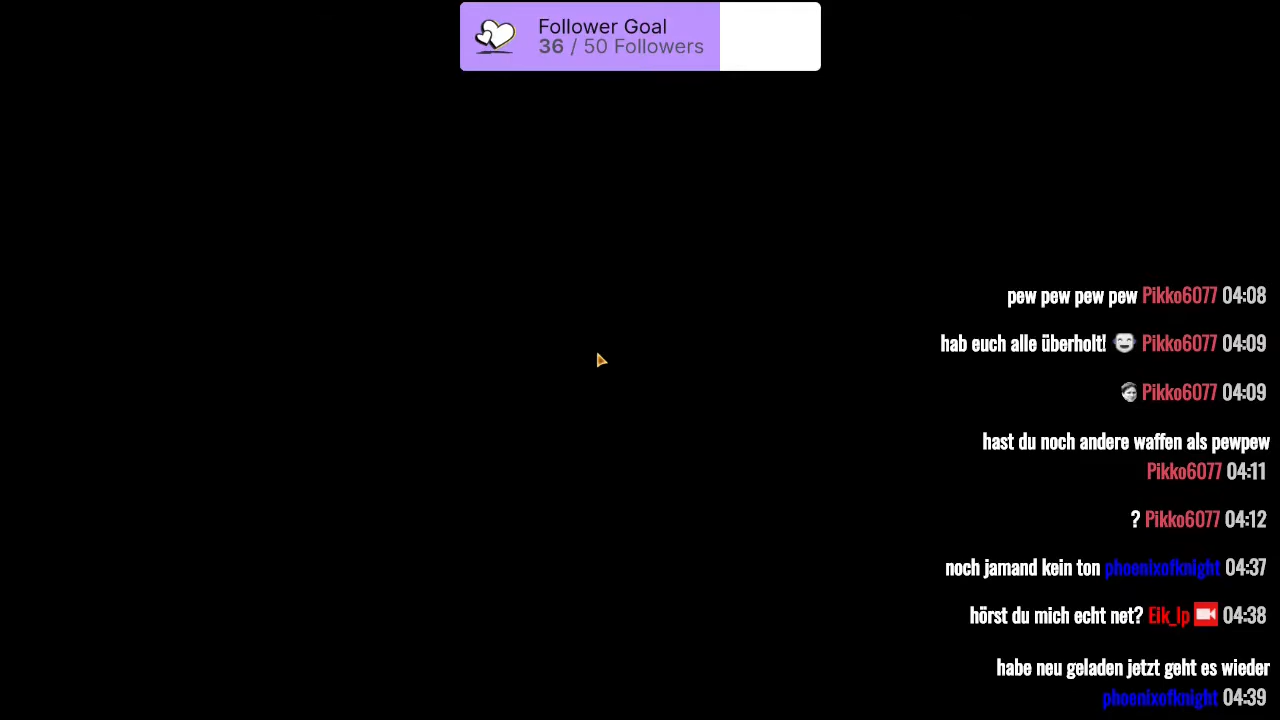 Follower Goal
36 / 50 Followers
pew pew pew pew Pikko6077 04:08
hab euch alle überholt! Pikko6077 04:09
Pikko6077 04:09
hast du noch andere waffen als pewpew
Pikko6077 04:11
? Pikko6077 04:12
noch jamand kein ton phoenixofknight 04:37
hörst du mich echt net? Eik_lp 04:38
habe neu geladen jetzt geht es wieder
phoenixofknight 04:39